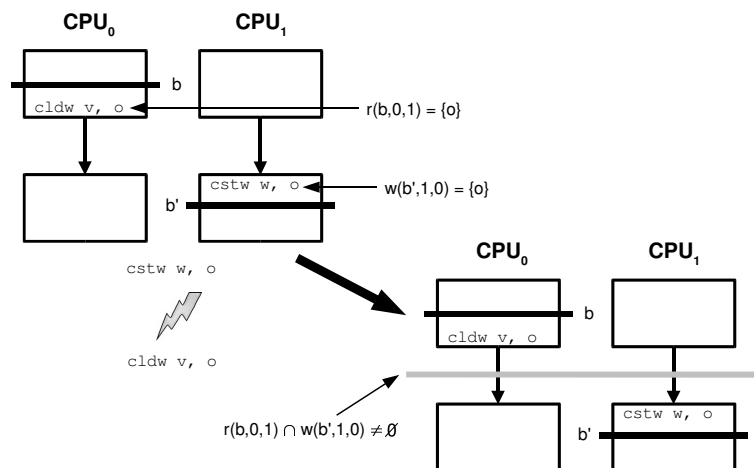 CPU₀ CPU₁
b
cldw v, o
r(b,0,1) = {o}
cstw w, o
w(b',1,0) = {o}
b'
cstw w, o
cldw v, o
CPU₀ CPU₁
b
cldw v, o
r(b,0,1) ∩ w(b',1,0) ≠ ∅
cstw w, o
b'